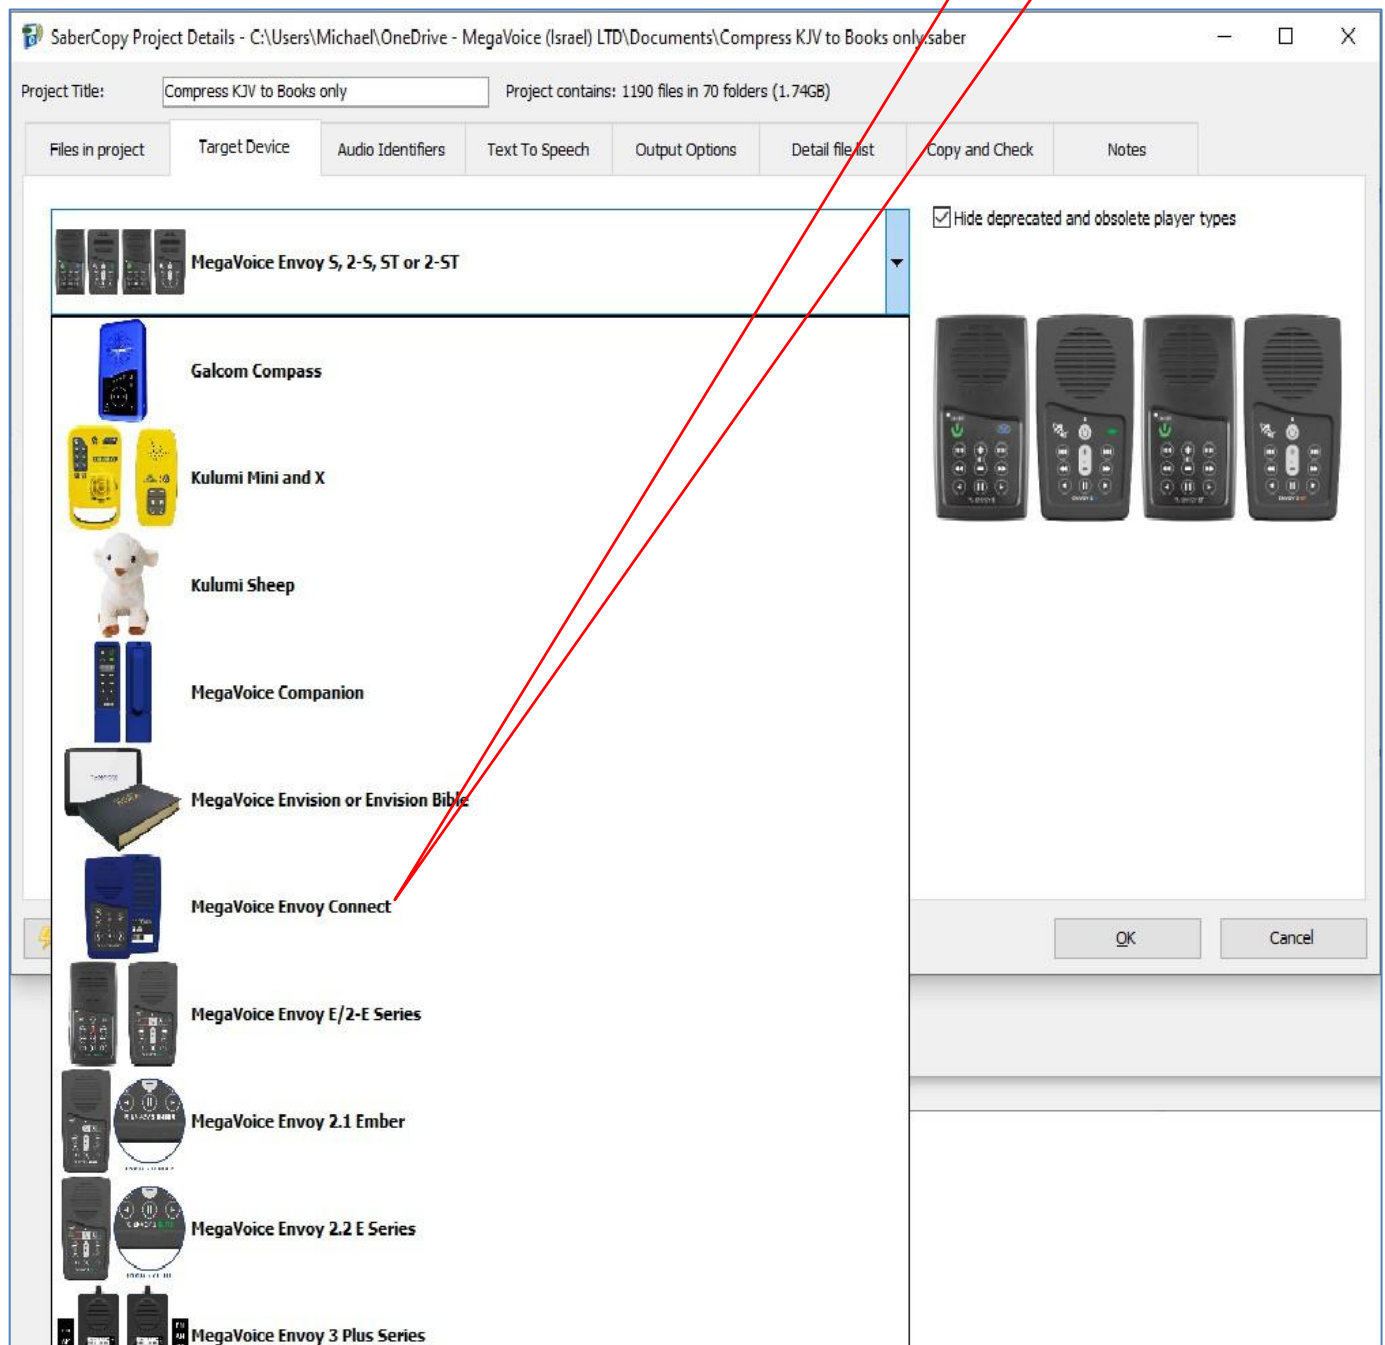 SaberCopy Project Details - C:\Users\Michael\OneDrive - MegaVoice (Israel) LTD\Documents\Compress KJV to Books only.saber
Project Title:
Compress KJV to Books only
Project contains: 1190 files in 70 folders (1.74GB)
Files in project
Target Device
Audio Identifiers
Text To Speech
Output Options
Detail file list
Copy and Check
Notes
MegaVoice Envoy S, 2-S, ST or 2-ST
Hide deprecated and obsolete player types
Galcom Compass
Kulumi Mini and X
Kulumi Sheep
MegaVoice Companion
MegaVoice Envision or Envision Bible
MegaVoice Envoy Connect
OK
Cancel
MegaVoice Envoy E/2-E Series
MegaVoice Envoy 2.1 Ember
MegaVoice Envoy 2.2 E Series
MegaVoice Envoy 3 Plus Series